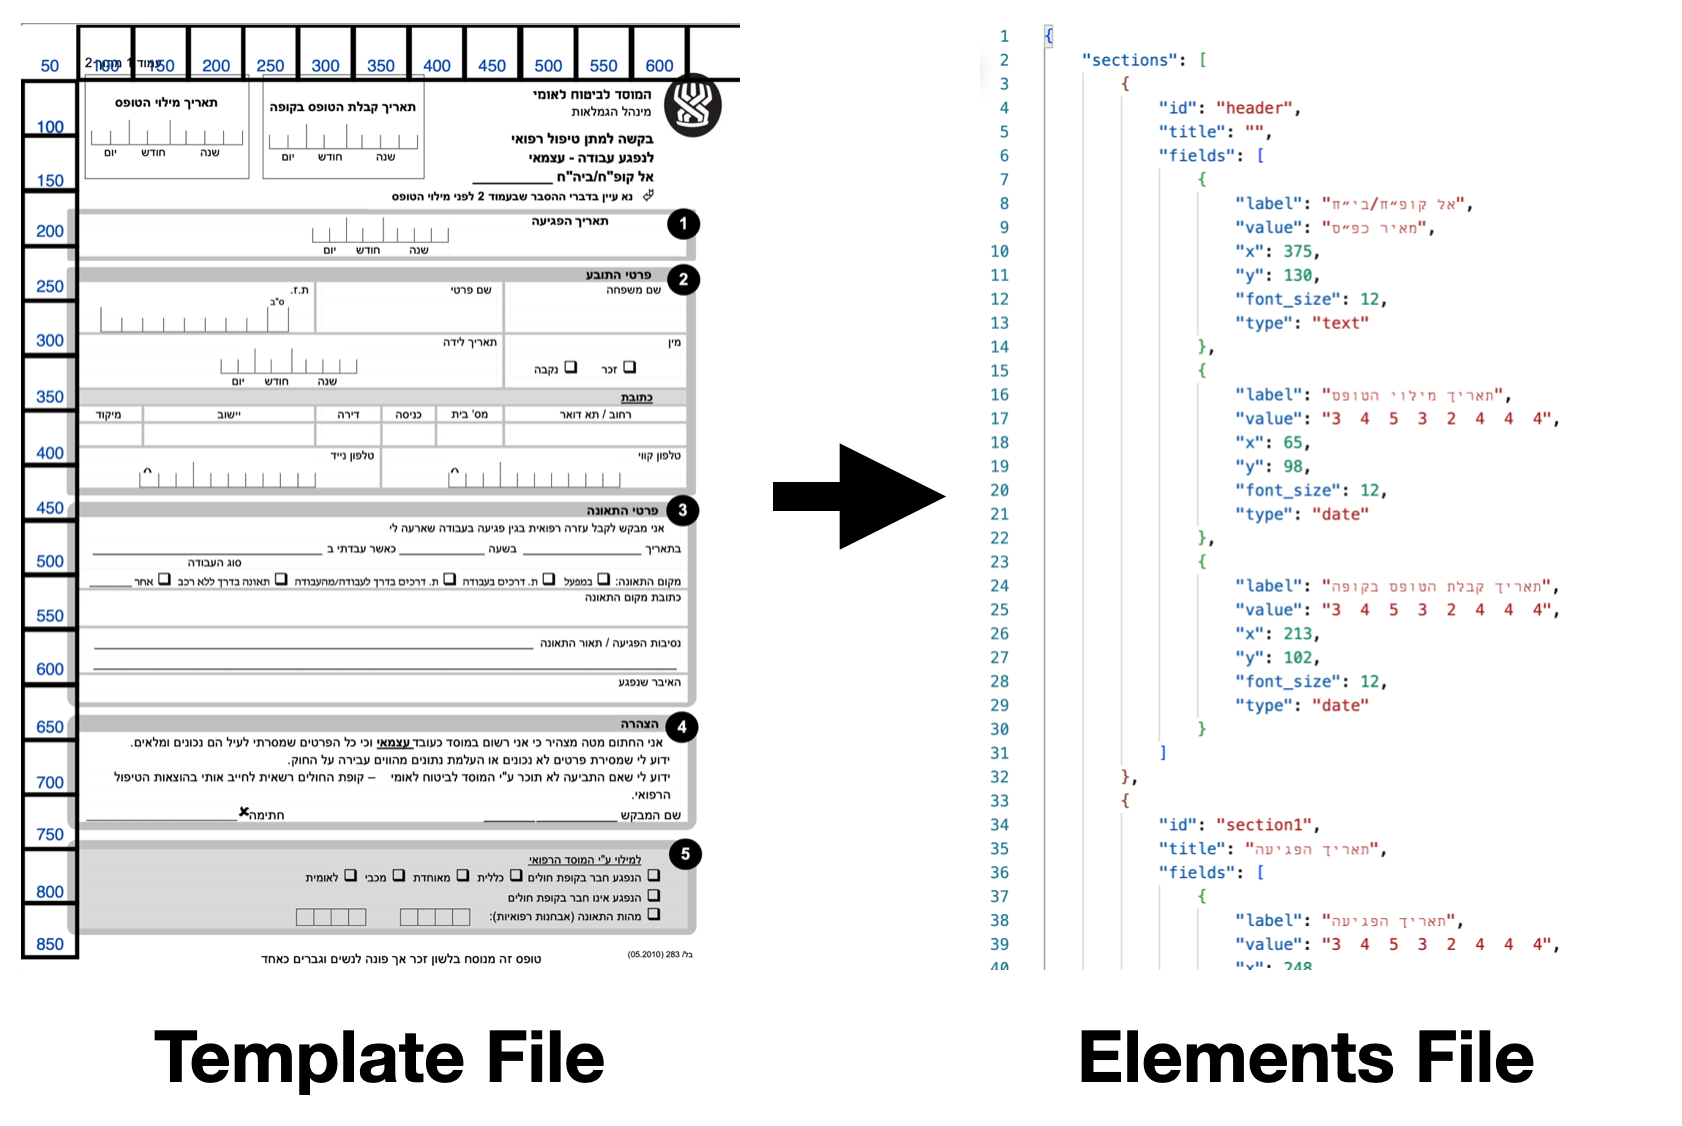 50 100 150 200 250 300 350 400 450 500 550 600
המוסד לביטוח לאומי
מינהל הגמלאות
תאריך קבלת הטופס בקופה
שנה חודש יום
תאריך מילוי הטופס
שנה חודש יום
בקשה למתן טיפול רפואי
לנפגע עבודה - עצמאי
אל קופ"ח/ביה"ח
נא עיין בדברי ההסבר שבעמוד 2 לפני מילוי הטופס
100
150
200
250
300
350
400
450
500
550
600
650
700
750
800
850
1
תאריך הפגיעה
שנה חודש יום
2
פרטי התובע
שם משפחה
שם פרטי
ת.ז.
ס"ב
מין
זכר נקבה
תאריך לידה
שנה חודש יום
כתובת
רחוב / תא דואר מס' בית כניסה דירה יישוב מיקוד
טלפון קווי
טלפון נייד
3
פרטי התאונה
אני מבקש לקבל עזרה רפואית בגין פגיעה בעבודה שארעה לי
בתאריך בשעה כאשר עבדתי ב
סוג העבודה
מקום התאונה: במפעל ת. דרכים בעבודה ת. דרכים בדרך לעבודה/מהעבודה תאונה בדרך ללא רכב אחר
כתובת מקום התאונה
נסיבות הפגיעה / תאור התאונה
האיבר שנפגע
4
הצהרה
אני החתום מטה מצהיר כי אני רשום במוסד כעובד עצמאי וכי כל הפרטים שמסרתי לעיל הם נכונים ומלאים.
ידוע לי שמסירת פרטים לא נכונים או העלמת נתונים מהווים עבירה על החוק.
ידוע לי שאם התביעה לא תוכר ע"י המוסד לביטוח לאומי – קופת החולים רשאית לחייב אותי בהוצאות הטיפול
הרפואי.
שם המבקש חתימה
5
למילוי ע"י המוסד הרפואי
הנפגע חבר בקופת חולים כללית מאוחדת מכבי לאומית
הנפגע אינו חבר בקופת חולים
מהות התאונה (אבחנות רפואיות):
בל/ 283 (05.2010)
טופס זה מנוסח בלשון זכר אך פונה לנשים וגברים כאחד
1 {
2 "sections": [
3 {
4 "id": "header",
5 "title": "",
6 "fields": [
7 {
8 "label": "אל קופ״ח/בי״ח",
9 "value": "מאיר כפ״ס",
10 "x": 375,
11 "y": 130,
12 "font_size": 12,
13 "type": "text"
14 },
15 {
16 "label": "תאריך מילוי הטופס",
17 "value": "3 4 5 3 2 4 4 4",
18 "x": 65,
19 "y": 98,
20 "font_size": 12,
21 "type": "date"
22 },
23 {
24 "label": "תאריך קבלת הטופס בקופה",
25 "value": "3 4 5 3 2 4 4 4",
26 "x": 213,
27 "y": 102,
28 "font_size": 12,
29 "type": "date"
30 }
31 ]
32 },
33 {
34 "id": "section1",
35 "title": "תאריך הפגיעה",
36 "fields": [
37 {
38 "label": "תאריך הפגיעה",
39 "value": "3 4 5 3 2 4 4 4",
40 "x": 248
Template File
Elements File